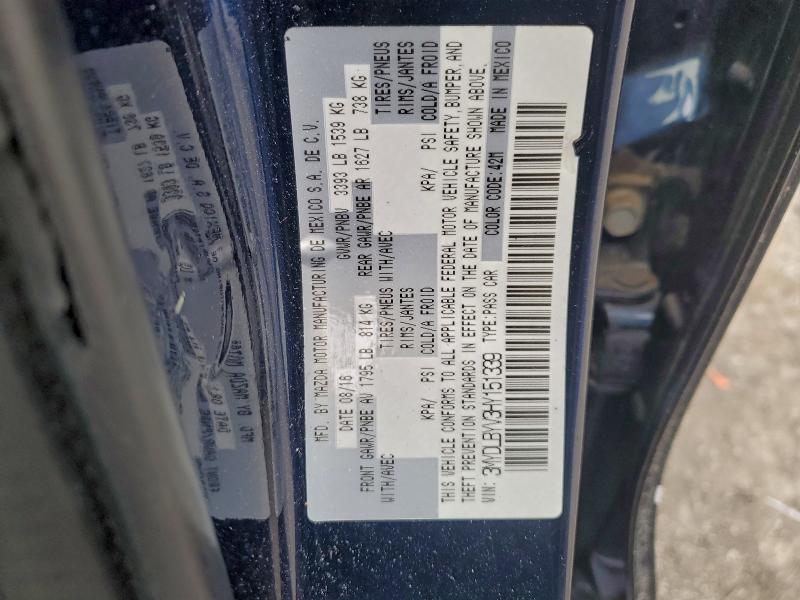 MFD. BY MAZDA MOTOR MANUFACTURING DE MEXICO S.A. DE C.V.
DATE 08/16 GVWR/PNBV 3393 LB 1539 KG
FRONT GAWR/PNBE AV 1795 LB 814 KG REAR GAWR/PNBE AR 1627 LB 738 KG
WITH/AVEC TIRES/PNEUS WITH/AVEC TIRES/PNEUS
RIMS/JANTES RIMS/JANTES
KPA/ PSI COLD/A FROID KPA/ PSI COLD/A FROID
THIS VEHICLE CONFORMS TO ALL APPLICABLE FEDERAL MOTOR VEHICLE SAFETY, BUMPER, AND
THEFT PREVENTION STANDARDS IN EFFECT ON THE DATE OF MANUFACTURE SHOWN ABOVE.
VIN: 3MYDLBYV3HY151339 TYPE:PASS CAR COLOR CODE:42M MADE IN MEXICO